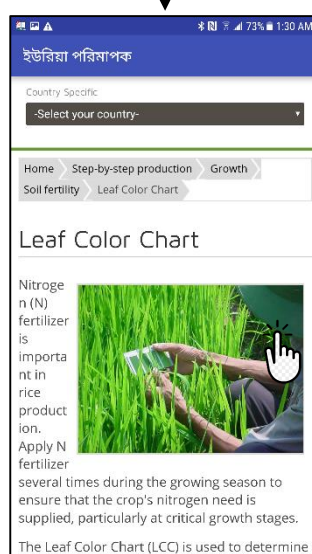 73% 1:30 AM
ইউরিয়া পরিমাপক
Country Specific
-Select your country-
Home Step-by-step production Growth
Soil fertility Leaf Color Chart
Leaf Color Chart
Nitroge
n (N)
fertilizer
is
importa
nt in
rice
product
ion.
Apply N
fertilizer
several times during the growing season to
ensure that the crop's nitrogen need is
supplied, particularly at critical growth stages.
The Leaf Color Chart (LCC) is used to determine